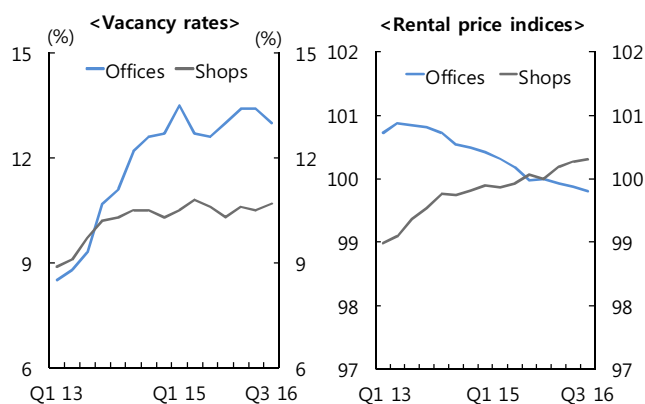 <Vacancy rates>
(%) (%)
Offices Shops
15 15
12 12
9 9
6 6
Q1 13 Q1 15 Q3 16
<Rental price indices>
102 102
Offices Shops
101 101
100 100
99 99
98 98
97 97
Q1 13 Q1 15 Q3 16